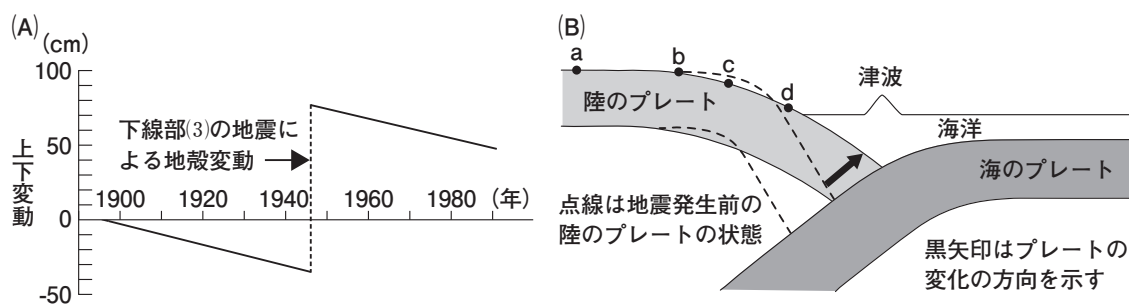 (A)
(cm)
100
50
0
-50
上下変動
下線部(3)の地震に
よる地殻変動
1900
1920
1940
1960
1980
(年)
(B)
a
b
c
d
津波
陸のプレート
海洋
海のプレート
点線は地震発生前の
陸のプレートの状態
黒矢印はプレートの
変化の方向を示す